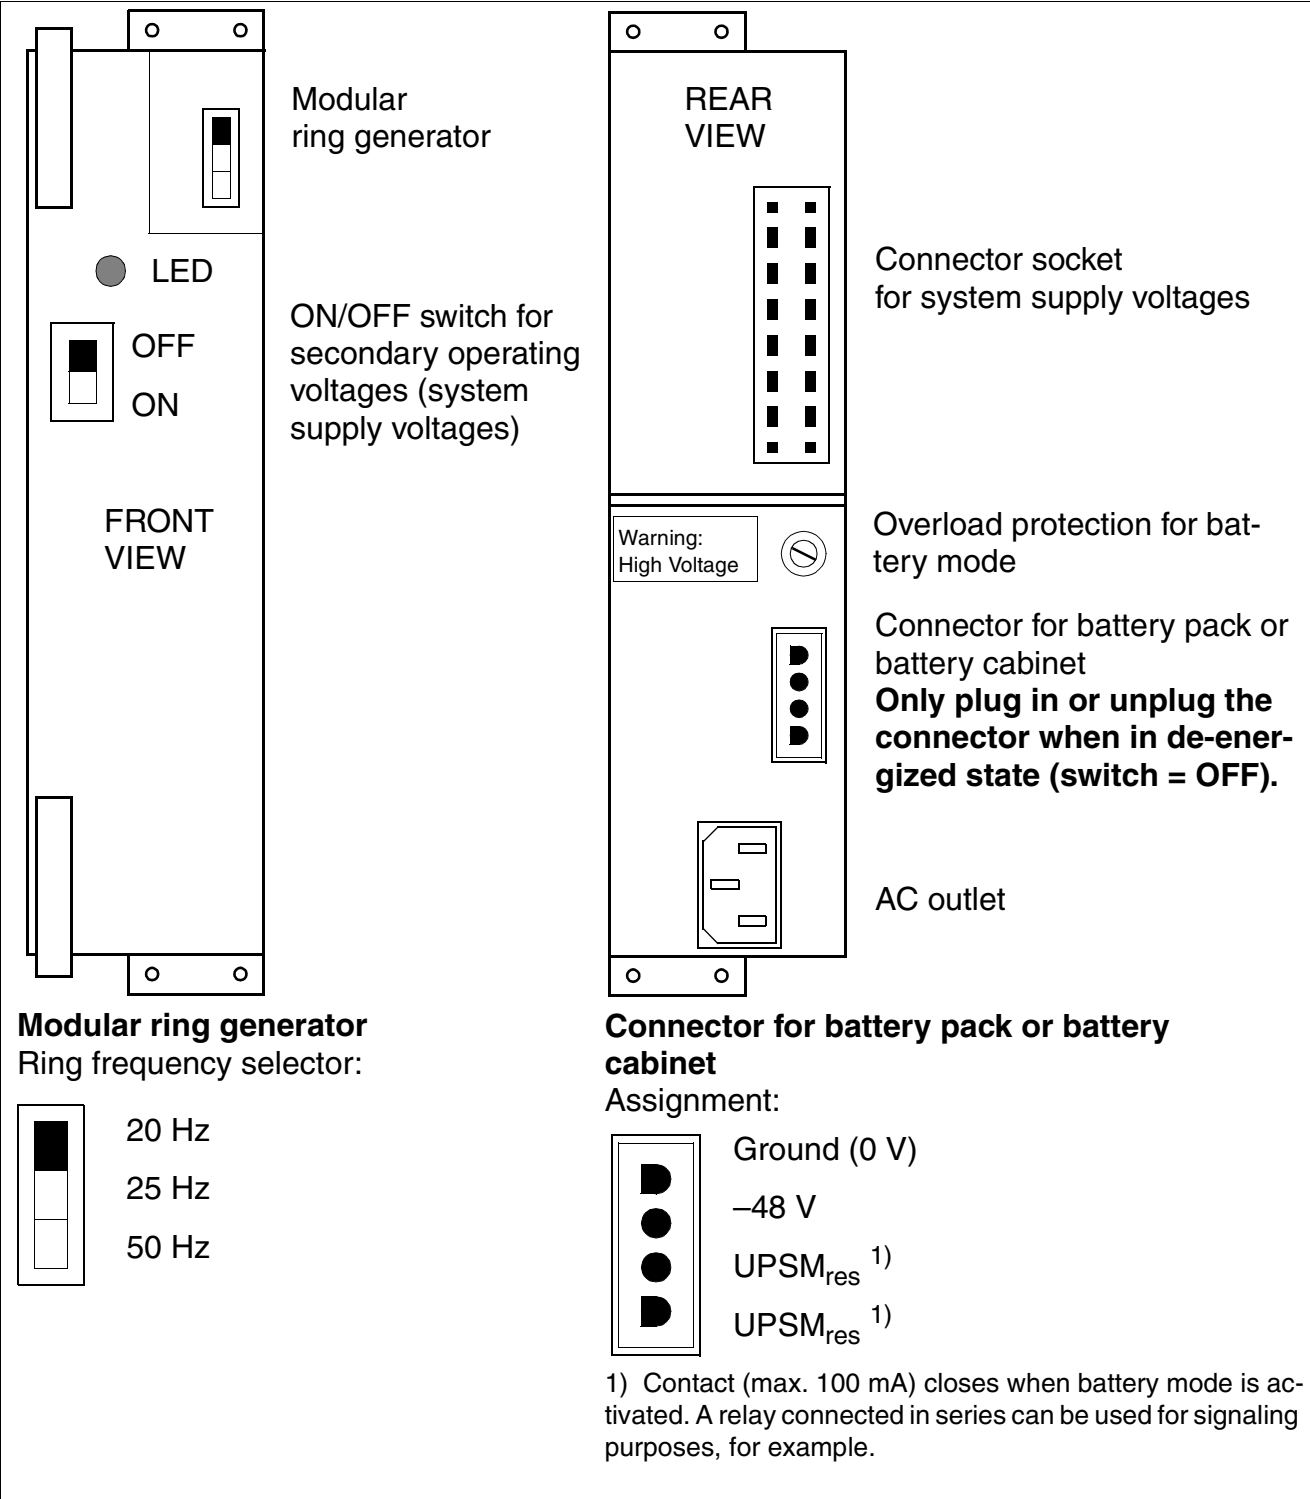 Modular
ring generator
LED
OFF
ON
ON/OFF switch for
secondary operating
voltages (system
supply voltages)
FRONT
VIEW
REAR
VIEW
Connector socket
for system supply voltages
Warning:
High Voltage
Overload protection for bat-
tery mode
Connector for battery pack or
battery cabinet
Only plug in or unplug the
connector when in de-ener-
gized state (switch = OFF).
AC outlet
Modular ring generator
Ring frequency selector:
20 Hz
25 Hz
50 Hz
Connector for battery pack or battery
cabinet
Assignment:
Ground (0 V)
–48 V
UPSMres 1)
UPSMres 1)
1) Contact (max. 100 mA) closes when battery mode is ac-
tivated. A relay connected in series can be used for signaling
purposes, for example.